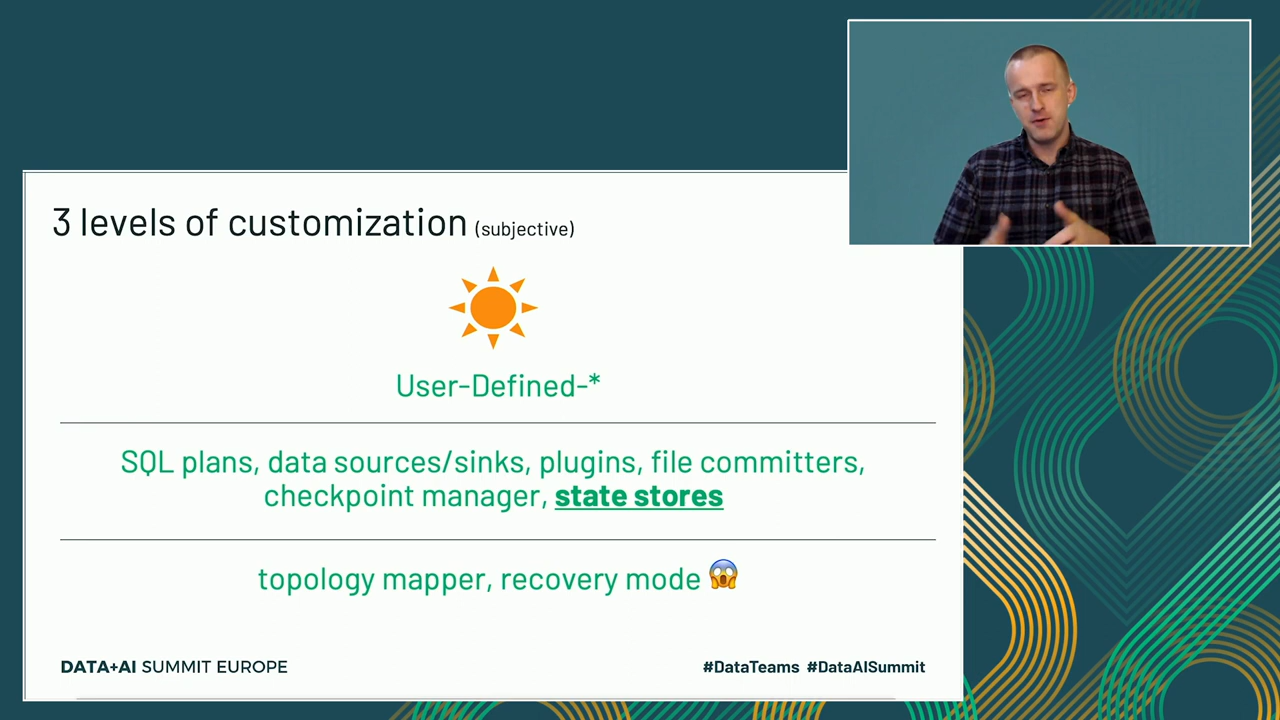 3 levels of customization (subjective)
User-Defined-*
SQL plans, data sources/sinks, plugins, file committers,
checkpoint manager, state stores
topology mapper, recovery mode 😱
DATA+AI SUMMIT EUROPE
#DataTeams #DataAISummit